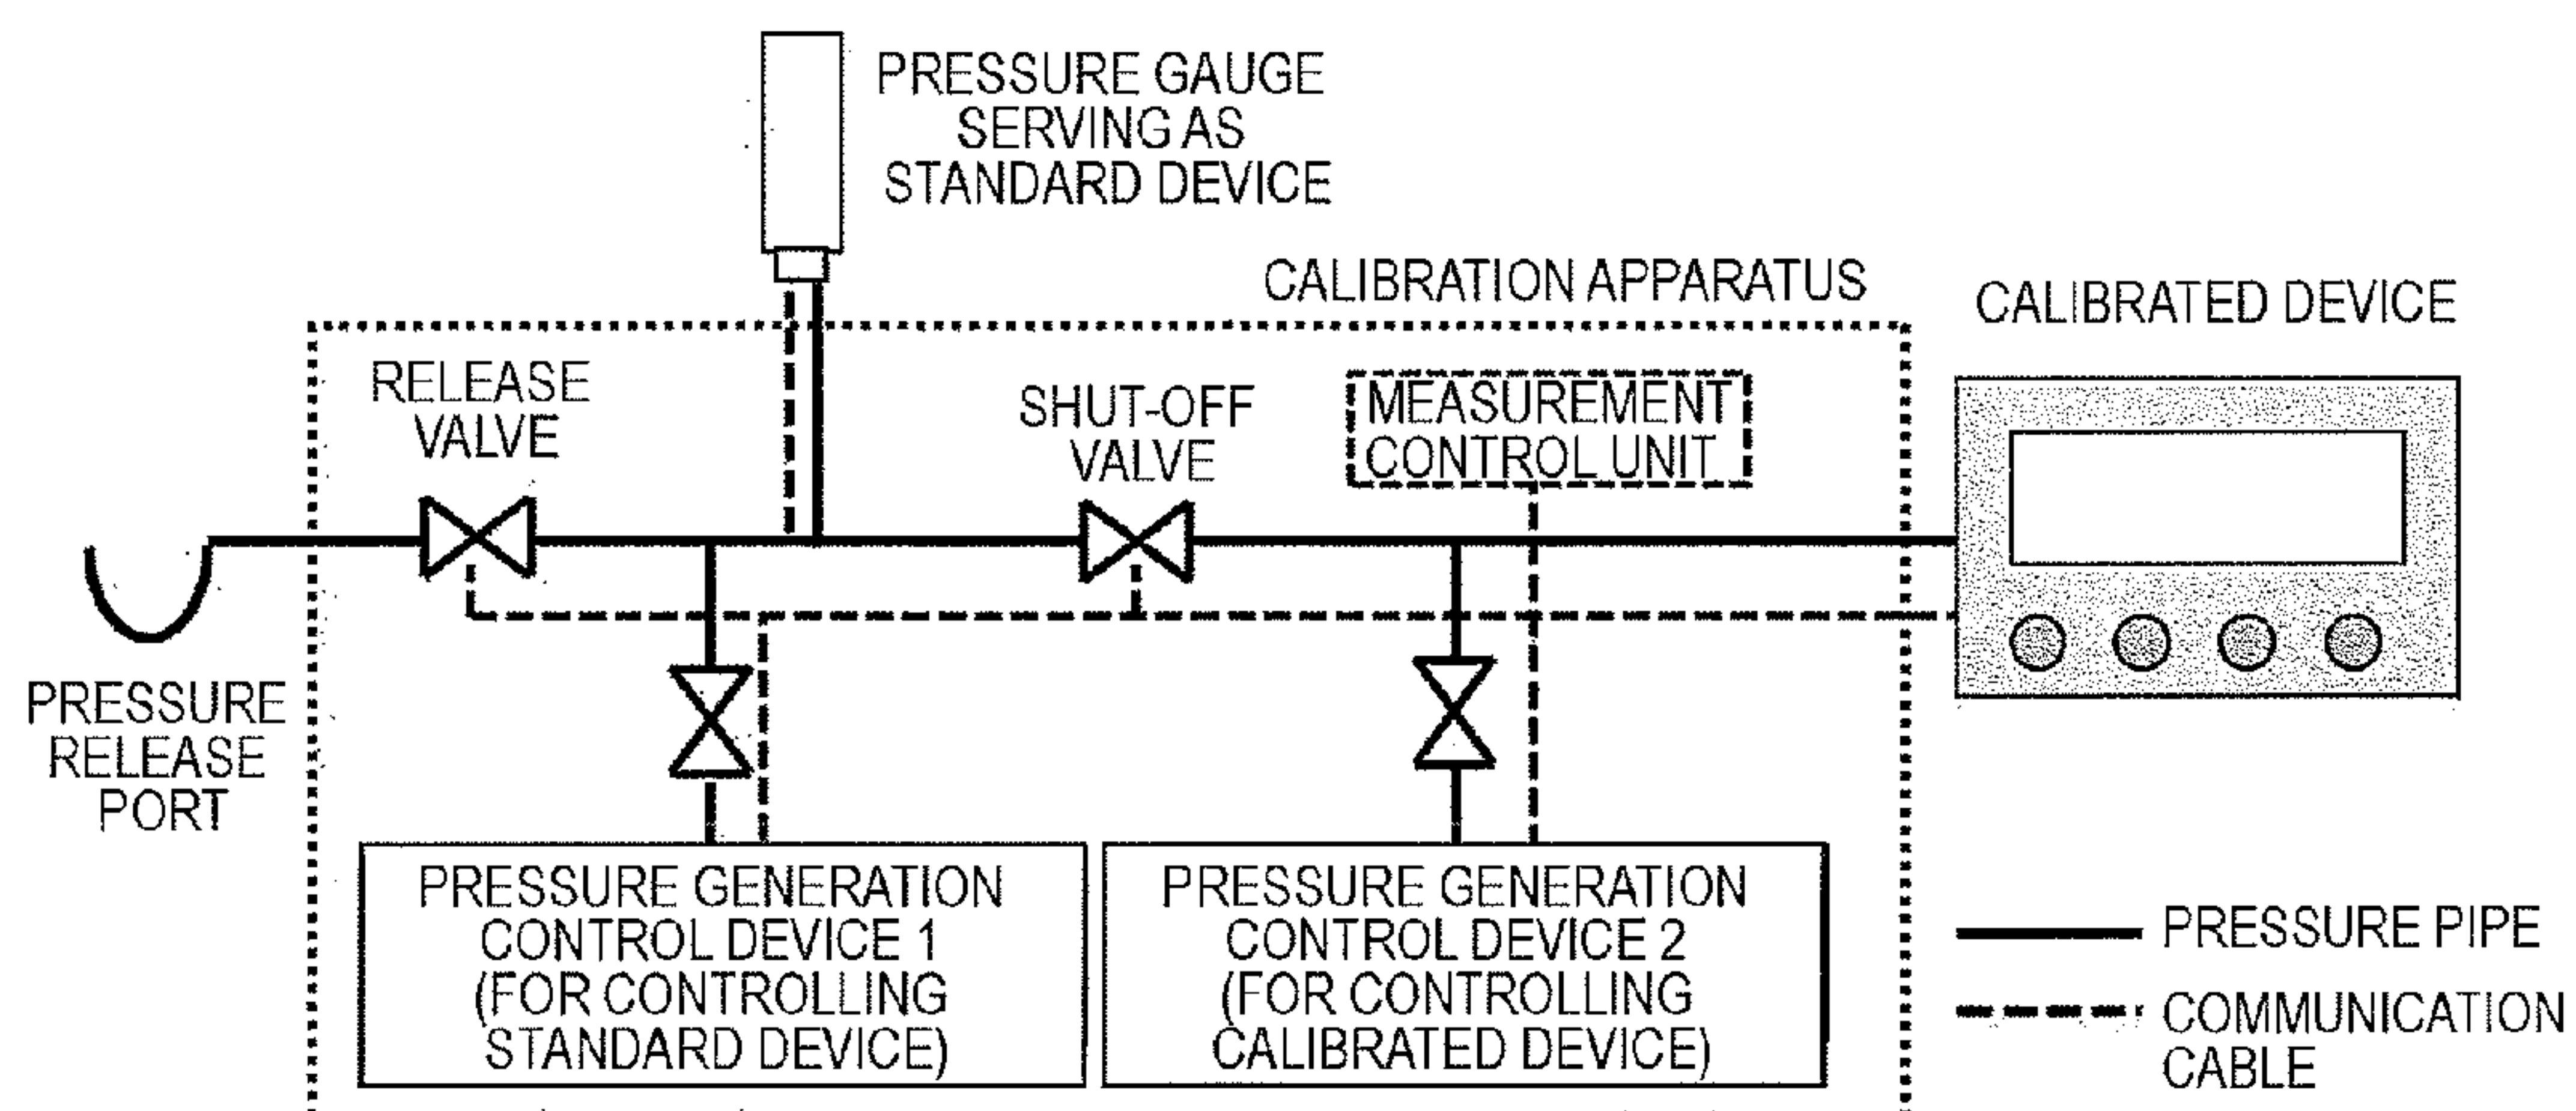 PRESSURE GAUGE
SERVING AS
STANDARD DEVICE
CALIBRATION APPARATUS
CALIBRATED DEVICE
RELEASE
VALVE
SHUT-OFF
VALVE
MEASUREMENT
CONTROL UNIT
PRESSURE
RELEASE
PORT
PRESSURE GENERATION
CONTROL DEVICE 1
(FOR CONTROLLING
STANDARD DEVICE)
PRESSURE GENERATION
CONTROL DEVICE 2
(FOR CONTROLLING
CALIBRATED DEVICE)
PRESSURE PIPE
COMMUNICATION
CABLE